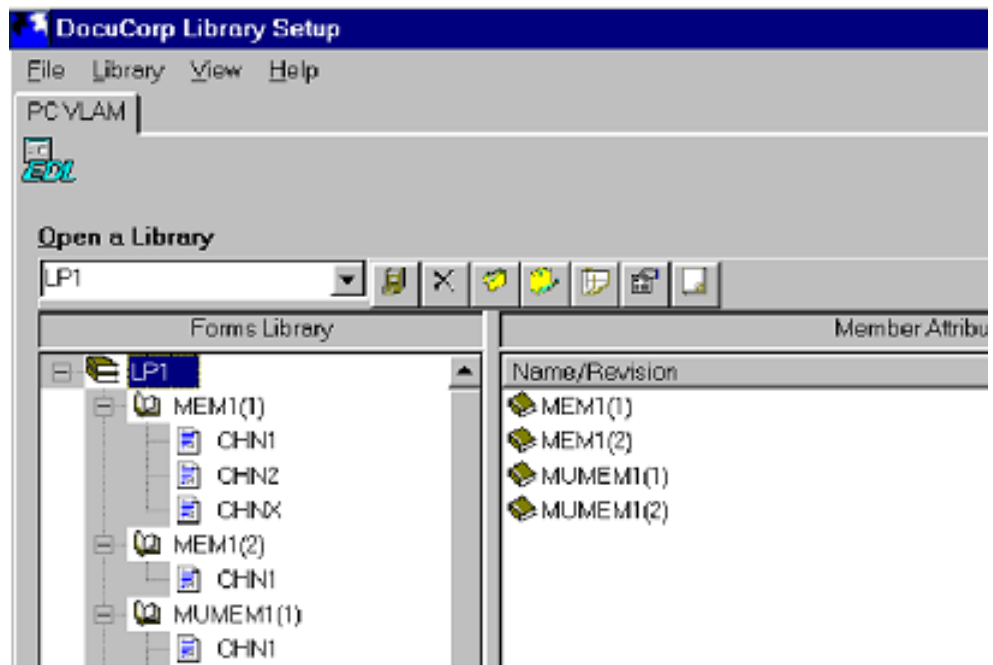 DocuCorp Library Setup
File Library View Help
PC VLAM
EDL
Open a Library
LP1
Forms Library
Member Attribu
LP1
Name/Revision
MEM1(1)
MEM1(1)
CHN1
MEM1(2)
CHN2
MUMEM1(1)
CHNX
MUMEM1(2)
MEM1(2)
CHN1
MUMEM1(1)
CHN1